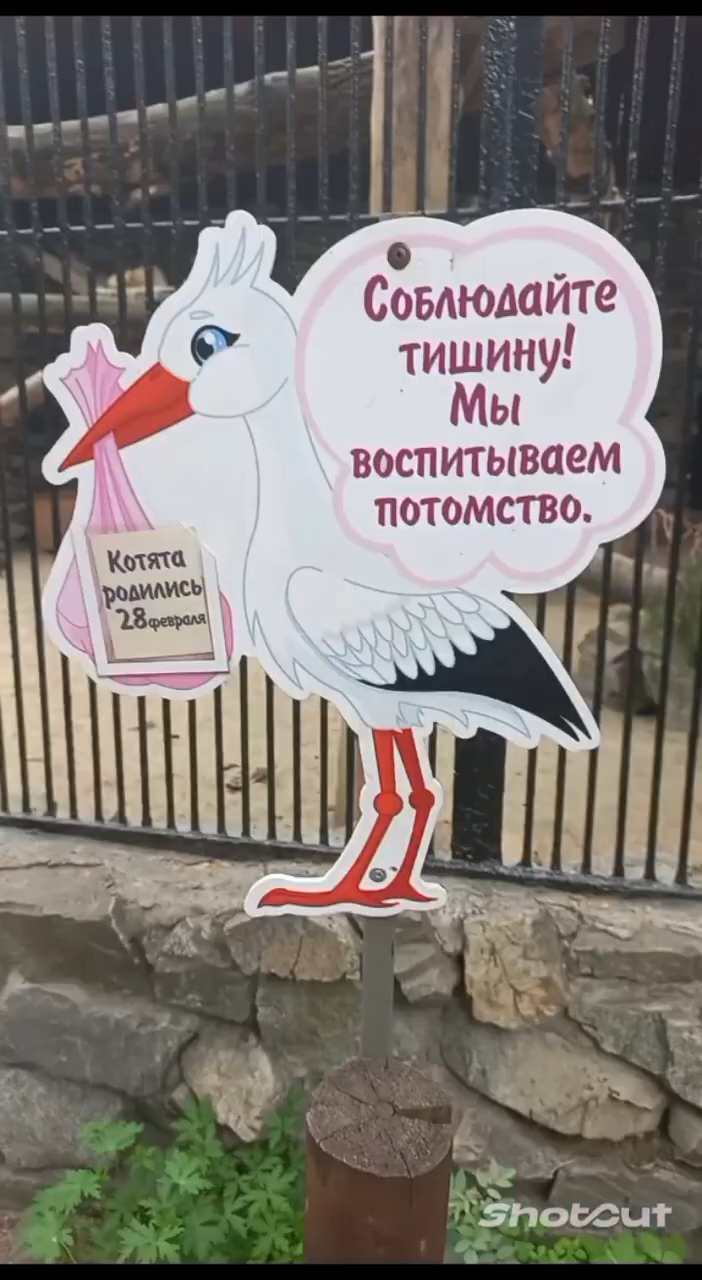 Соблюдайте
тишину!
Мы
воспитываем
потомство.
Котята
родились
28 февраля
ShotCut